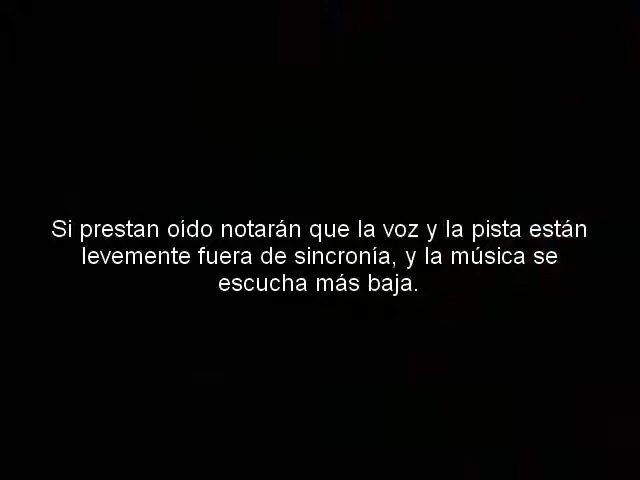 Si prestan oído notarán que la voz y la pista están
levemente fuera de sincronía, y la música se
escucha más baja.